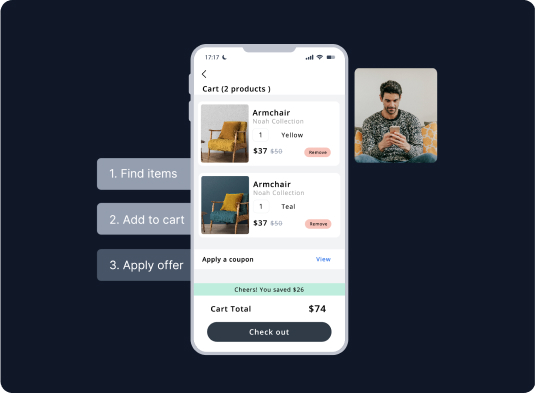 17:17
Cart (2 products )
Armchair
Noah Collection
1 Yellow
$37 $50 Remove
Armchair
Noah Collection
1 Teal
$37 $50 Remove
Apply a coupon View
Cheers! You saved $26
Cart Total $74
Check out
1. Find items
2. Add to cart
3. Apply offer